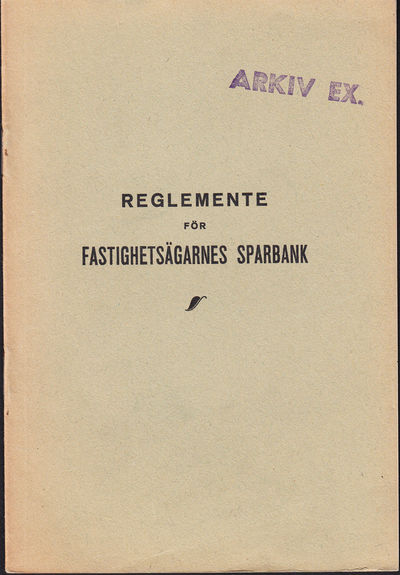 ARKIV EX.
REGLEMENTE
FÖR
FASTIGHETSÄGARNES SPARBANK